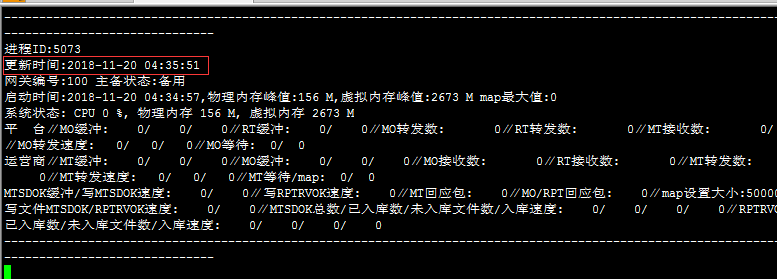 --------------------------------------------------------------------------------------------------------------
------------------------------
进程ID:5073
更新时间:2018-11-20 04:35:51
网关编号:100 主备状态:备用
启动时间:2018-11-20 04:34:57,物理内存峰值:156 M,虚拟内存峰值:2673 M map最大值:0
系统状态: CPU 0 %, 物理内存 156 M, 虚拟内存 2673 M
平  台∥MO缓冲:    0/    0/    0∥RT缓冲:    0/    0∥MO转发数:        0∥RT转发数:        0∥MT接收数:        0/
∥MO转发速度:    0/    0/    0∥MO等待:  0/  0
运营商∥MT缓冲:    0/    0/    0∥MO缓冲:    0/    0/    0∥MO接收数:        0∥RT接收数:        0∥MT转发数:
     0∥MT转发速度:    0/    0/    0∥MT等待/map:  0/  0
MTSDOK缓冲/写MTSDOK速度:    0/    0∥写RPTRVOK速度:    0∥MT回应包:    0∥MO/RPT回应包:    0∥map设置大小:50000
写文件MTSDOK/RPTRVOK速度:    0/    0∥MTSDOK总数/已入库数/未入库文件数/入库速度:    0/    0/    0/    0∥RPTRV
已入库数/未入库文件数/入库速度:    0/    0/    0/    0
--------------------------------------------------------------------------------------------------------------
------------------------------